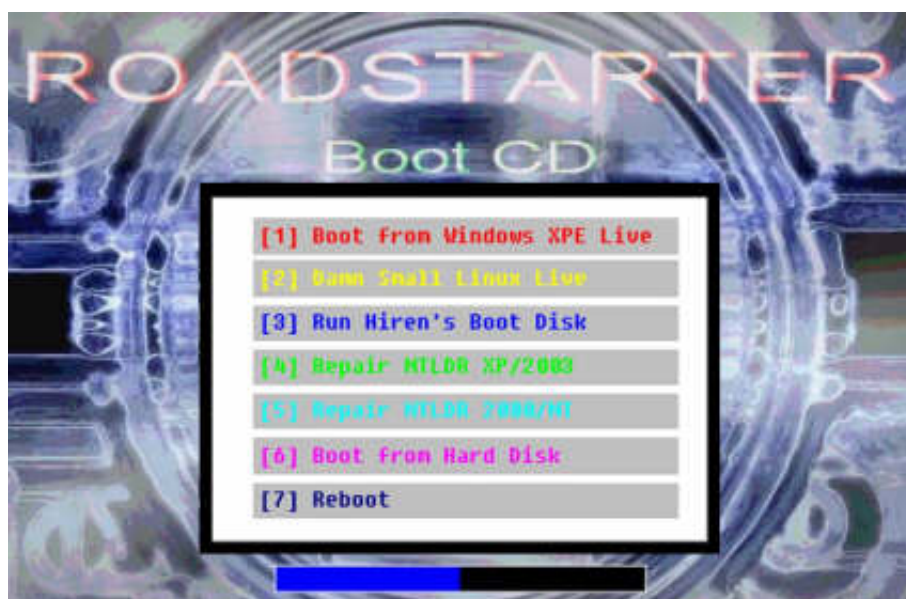 ROADSTARTER
Boot CD
[1] Boot from Windows XPE Live
[2] Damn Small Linux Live
[3] Run Hiren's Boot Disk
[4] Repair NTLDR XP/2003
[5] Repair NTLDR 2000/NT
[6] Boot from Hard Disk
[7] Reboot